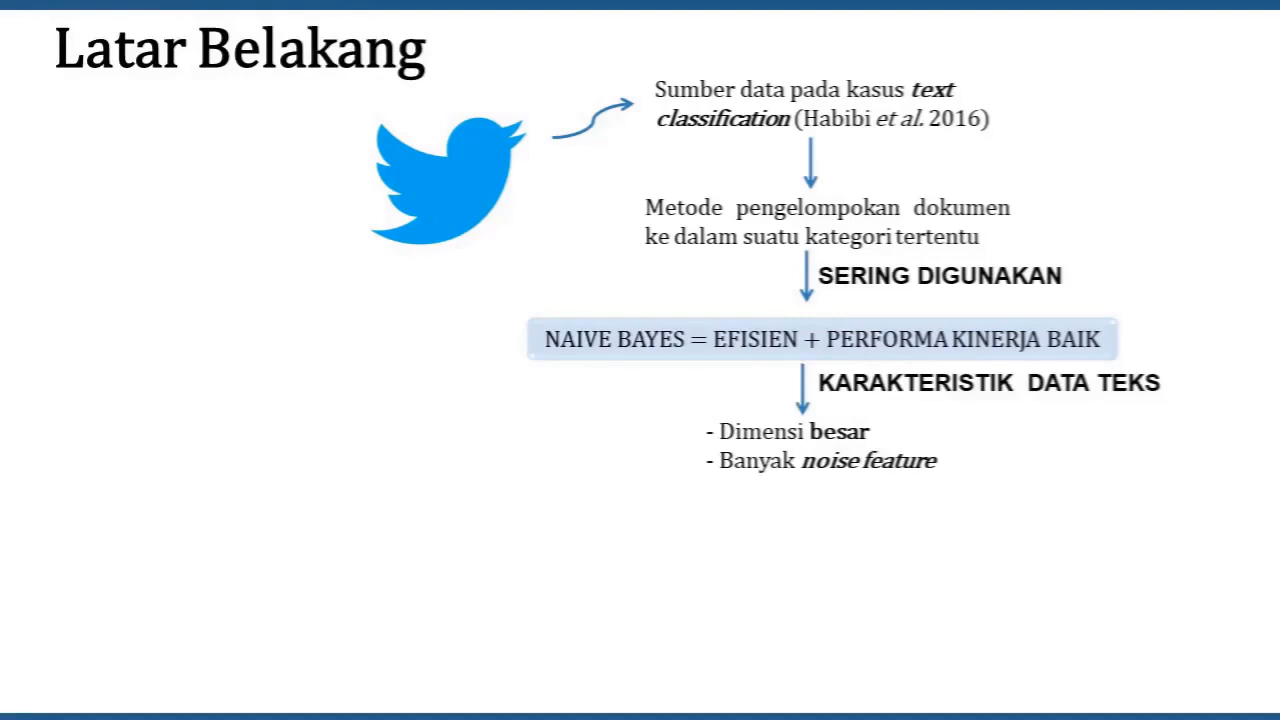 Latar Belakang
Sumber data pada kasus text
classification (Habibi et al. 2016)
Metode pengelompokan dokumen
ke dalam suatu kategori tertentu
SERING DIGUNAKAN
NAIVE BAYES = EFISIEN + PERFORMA KINERJA BAIK
KARAKTERISTIK DATA TEKS
- Dimensi besar
- Banyak noise feature